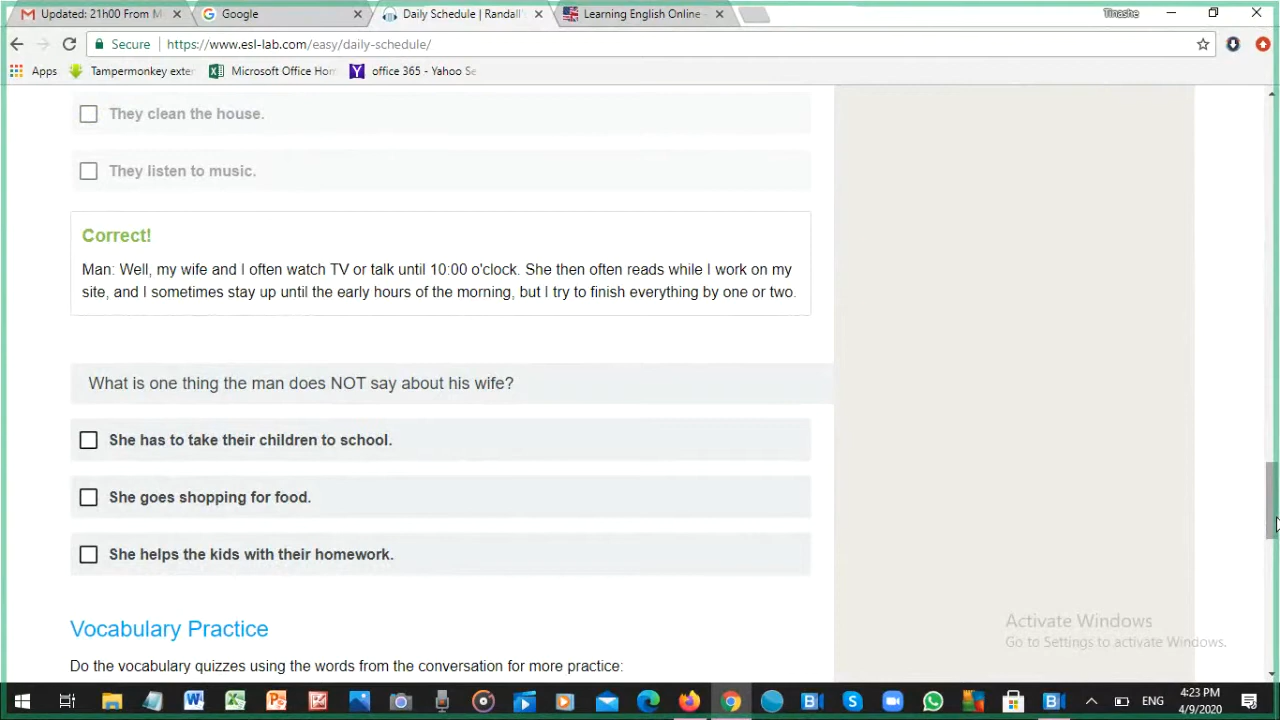 Updated: 21h00 From M
Google
Daily Schedule | Randall'
Learning English Online -
Tinashe
Secure
https://www.esl-lab.com/easy/daily-schedule/
Apps
Tampermonkey exter
Microsoft Office Hom
office 365 - Yahoo Se
They clean the house.
They listen to music.
Correct!
Man: Well, my wife and I often watch TV or talk until 10:00 o'clock. She then often reads while I work on my
site, and I sometimes stay up until the early hours of the morning, but I try to finish everything by one or two.
What is one thing the man does NOT say about his wife?
She has to take their children to school.
She goes shopping for food.
She helps the kids with their homework.
Vocabulary Practice
Activate Windows
Go to Settings to activate Windows.
Do the vocabulary quizzes using the words from the conversation for more practice:
ENG
4:23 PM
4/9/2020